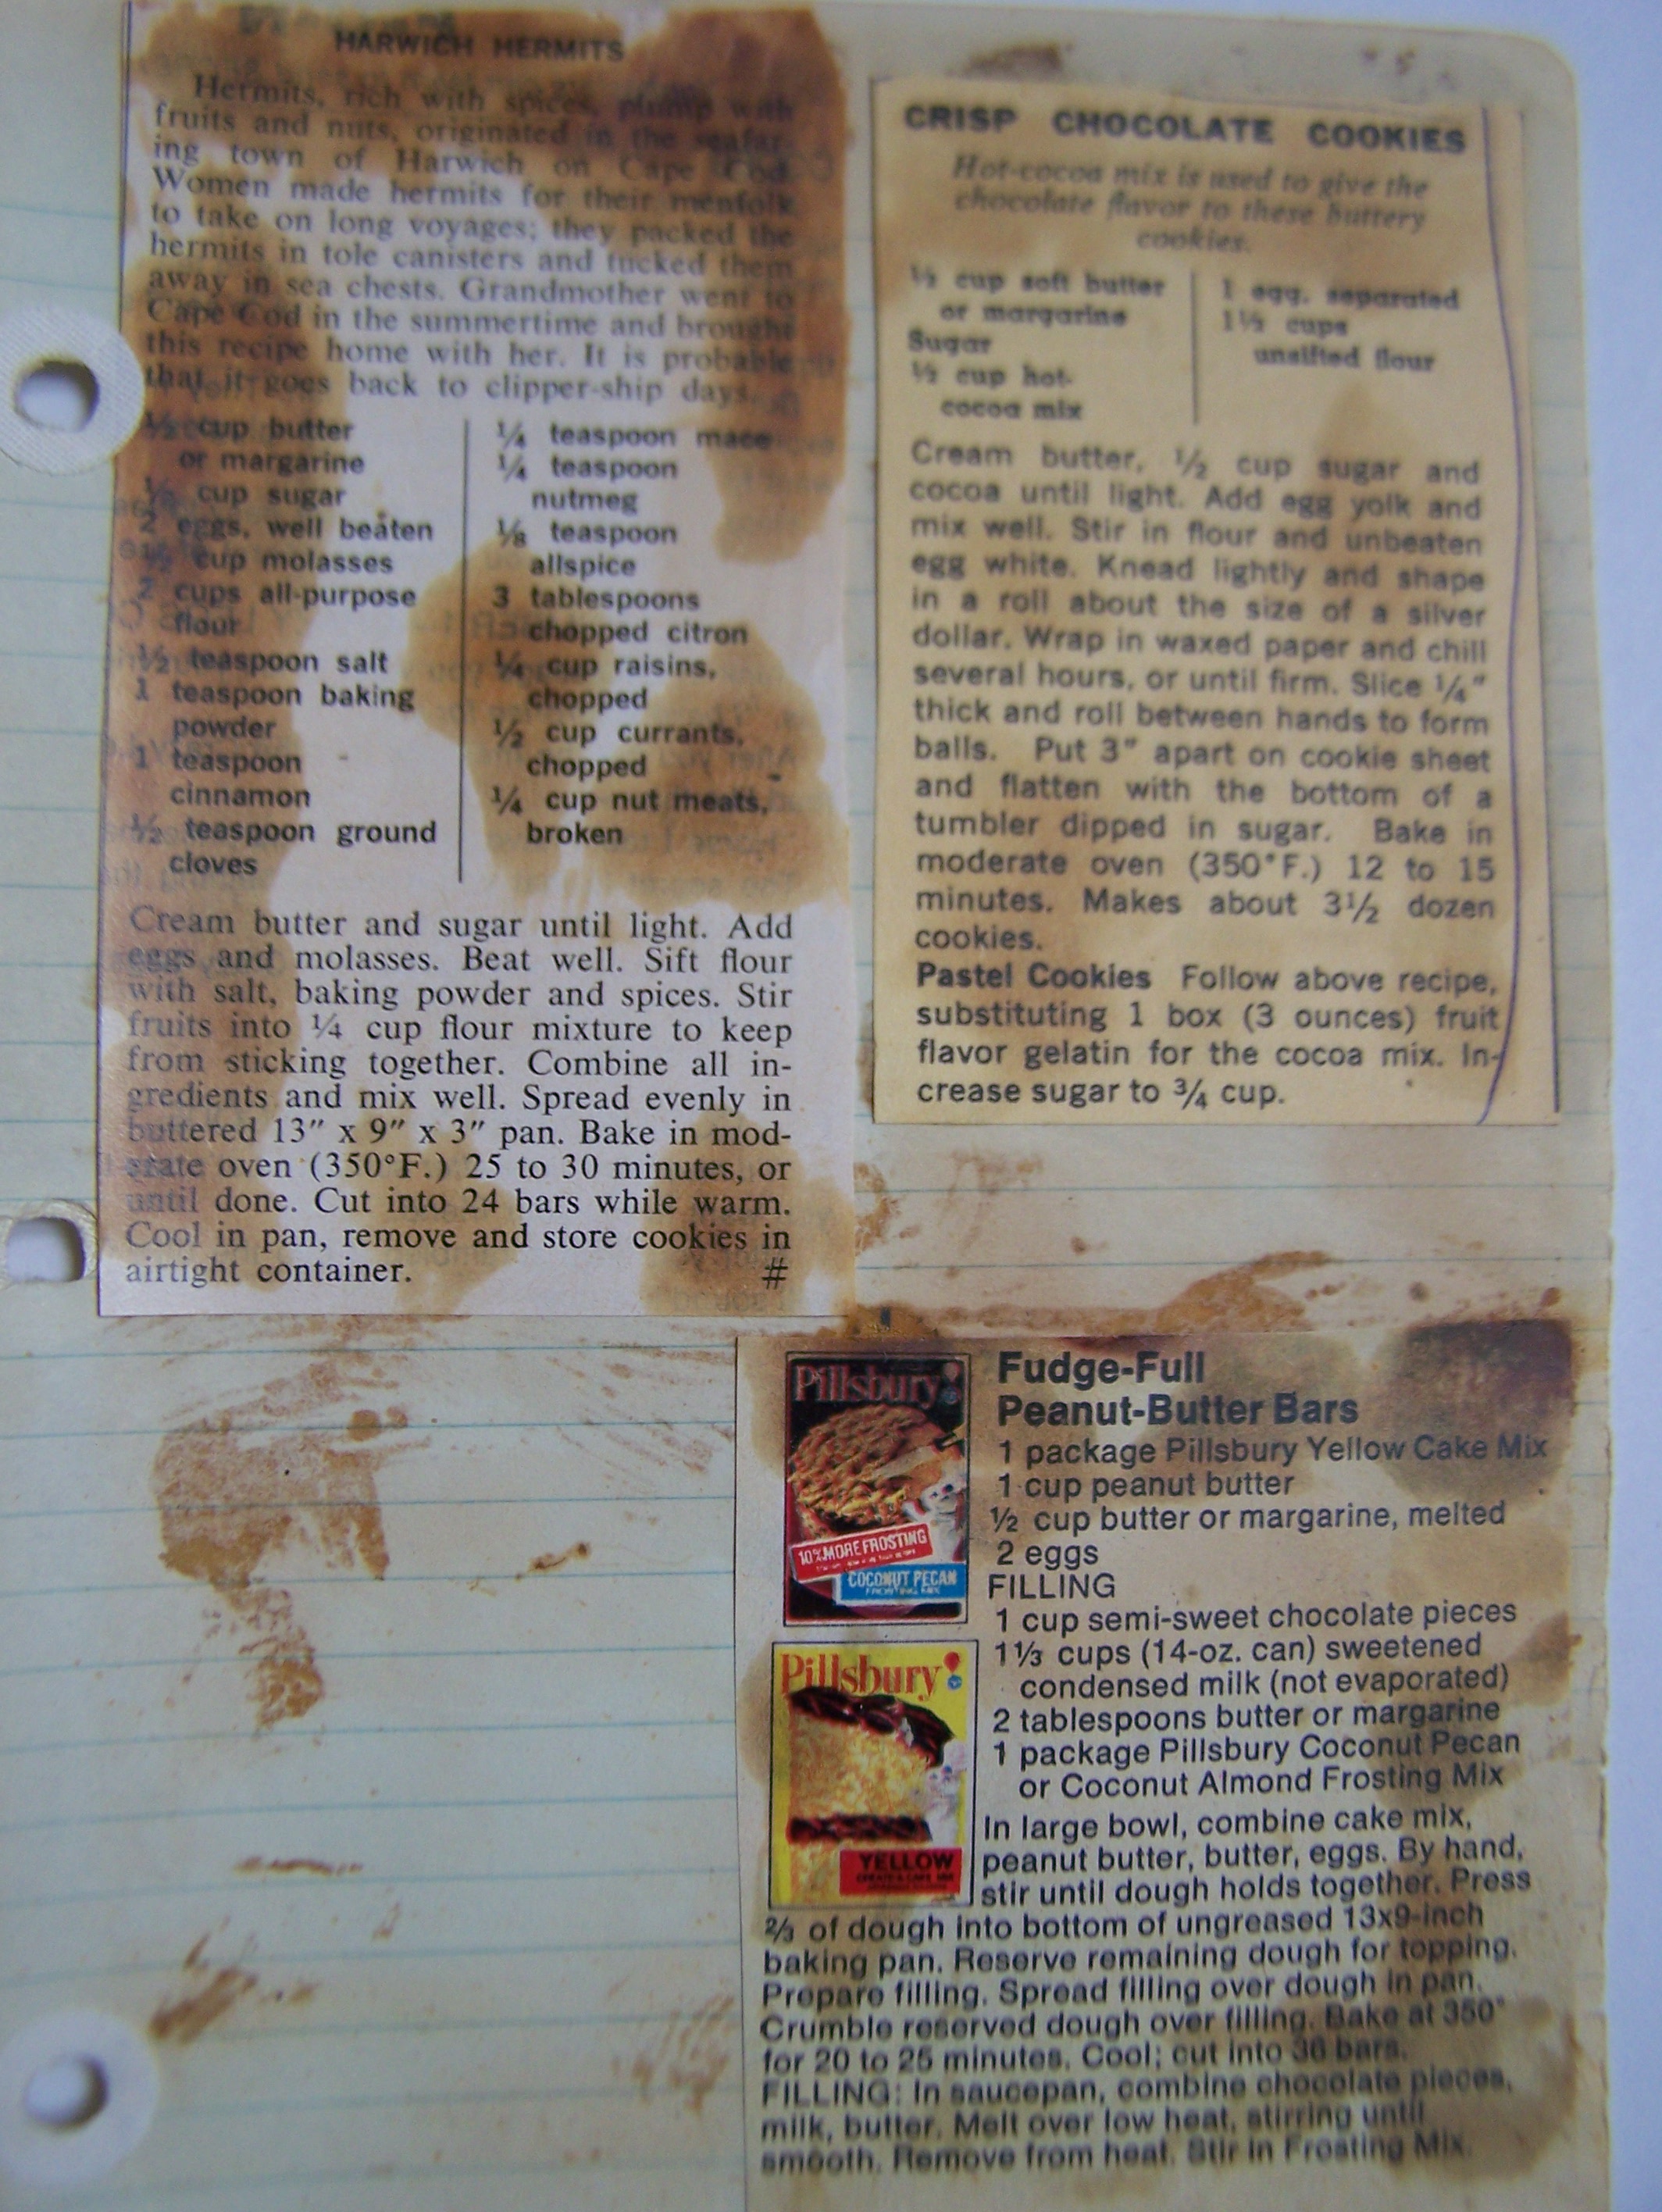 HARWICH HERMITS
Hermits, rich with spices, plump with
fruits and nuts, originated in the seafar-
ing town of Harwich on Cape Cod.
Women made hermits for their menfolk
to take on long voyages; they packed the
hermits in tole canisters and tucked them
away in sea chests. Grandmother went to
Cape Cod in the summertime and brought
this recipe home with her. It is probable
that it goes back to clipper-ship days.
½ cup butter
or margarine
cup sugar
2 eggs, well beaten
½ cup molasses
2 cups all-purpose
flour
½ teaspoon salt
1 teaspoon baking
powder
1 teaspoon
cinnamon
½ teaspoon ground
cloves
¼ teaspoon mace
¼ teaspoon
nutmeg
⅛ teaspoon
allspice
3 tablespoons
chopped citron
¼ cup raisins,
chopped
½ cup currants,
chopped
¼ cup nut meats,
broken
Cream butter and sugar until light. Add
eggs and molasses. Beat well. Sift flour
with salt, baking powder and spices. Stir
fruits into ¼ cup flour mixture to keep
from sticking together. Combine all in-
gredients and mix well. Spread evenly in
buttered 13" x 9" x 3" pan. Bake in mod-
erate oven (350°F.) 25 to 30 minutes, or
until done. Cut into 24 bars while warm.
Cool in pan, remove and store cookies in
airtight container. #
CRISP CHOCOLATE COOKIES
Hot-cocoa mix is used to give the
chocolate flavor to these buttery
cookies.
½ cup soft butter
or margarine
Sugar
½ cup hot-
cocoa mix
1 egg, separated
1½ cups
unsifted flour
Cream butter, ½ cup sugar and
cocoa until light. Add egg yolk and
mix well. Stir in flour and unbeaten
egg white. Knead lightly and shape
in a roll about the size of a silver
dollar. Wrap in waxed paper and chill
several hours, or until firm. Slice ¼"
thick and roll between hands to form
balls. Put 3" apart on cookie sheet
and flatten with the bottom of a
tumbler dipped in sugar. Bake in
moderate oven (350°F.) 12 to 15
minutes. Makes about 3½ dozen
cookies.
Pastel Cookies Follow above recipe,
substituting 1 box (3 ounces) fruit
flavor gelatin for the cocoa mix. In-
crease sugar to ¾ cup.
Pillsbury
10% MORE FROSTING
COCONUT PECAN
FROSTING MIX
Pillsbury
YELLOW
Fudge-Full
Peanut-Butter Bars
1 package Pillsbury Yellow Cake Mix
1 cup peanut butter
½ cup butter or margarine, melted
2 eggs
FILLING
1 cup semi-sweet chocolate pieces
1⅓ cups (14-oz. can) sweetened
condensed milk (not evaporated)
2 tablespoons butter or margarine
1 package Pillsbury Coconut Pecan
or Coconut Almond Frosting Mix
In large bowl, combine cake mix,
peanut butter, butter, eggs. By hand,
stir until dough holds together. Press
⅔ of dough into bottom of ungreased 13x9-inch
baking pan. Reserve remaining dough for topping.
Prepare filling. Spread filling over dough in pan.
Crumble reserved dough over filling. Bake at 350°
for 20 to 25 minutes. Cool; cut into 36 bars.
FILLING: In saucepan, combine chocolate pieces,
milk, butter. Melt over low heat, stirring until
smooth. Remove from heat. Stir in Frosting Mix.